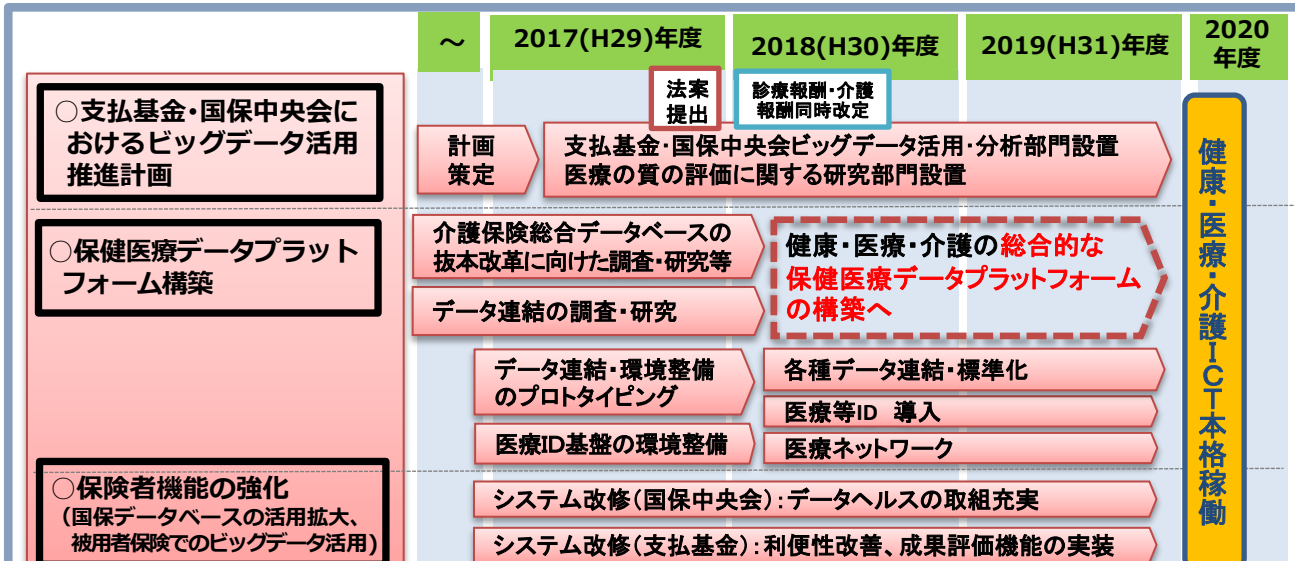 ～
2017(H29)年度
2018(H30)年度
2019(H31)年度
2020
年度
法案
提出
診療報酬・介護
報酬同時改定
○支払基金・国保中央会に
おけるビッグデータ活用
推進計画
計画
策定
支払基金・国保中央会ビッグデータ活用・分析部門設置
医療の質の評価に関する研究部門設置
○保健医療データプラット
フォーム構築
介護保険総合データベースの
抜本改革に向けた調査・研究等
データ連結の調査・研究
健康・医療・介護の総合的な
保健医療データプラットフォーム
の構築へ
データ連結・環境整備
のプロトタイピング
医療ID基盤の環境整備
各種データ連結・標準化
医療等ID 導入
医療ネットワーク
○保険者機能の強化
（国保データベースの活用拡大、
被用者保険でのビッグデータ活用)
システム改修（国保中央会）：データヘルスの取組充実
システム改修（支払基金）：利便性改善、成果評価機能の実装
健康・医療・介護ICT本格稼働